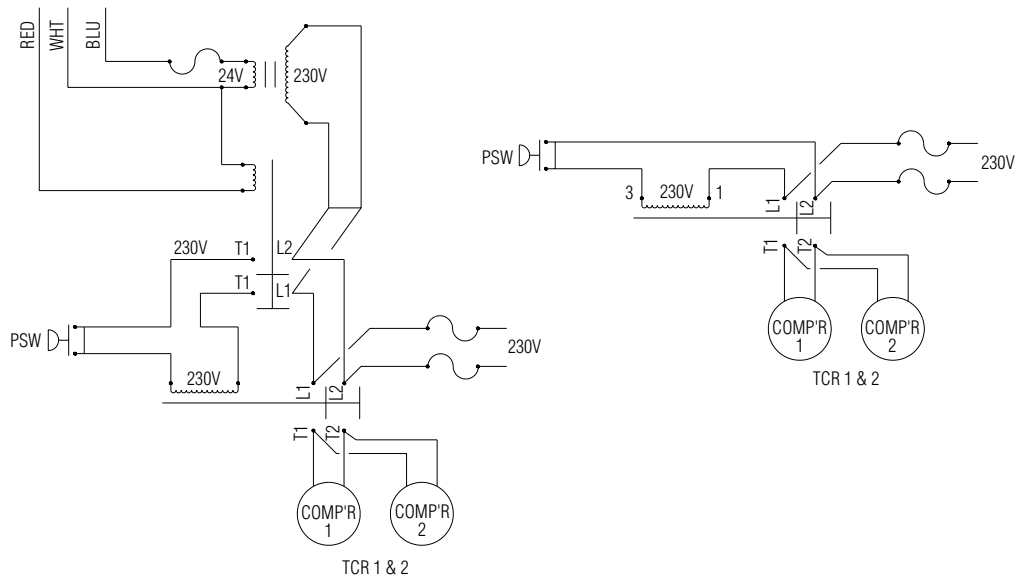 RED
WHT
BLU
24V
230V
230V
T1
L2
T1
L1
PSW
230V
230V
L1
L2
T1
T2
COMP'R
1
COMP'R
2
TCR 1 & 2
PSW
3
230V
1
L1
L2
230V
T1
T2
COMP'R
1
COMP'R
2
TCR 1 & 2